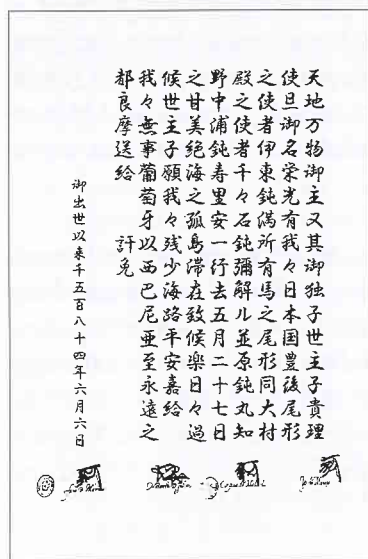 天地万物御主又其御独子世主子貴理
使旦御名栄光有我々日本国豊後尾形
之使者伊東鈍満所有馬之尾形同大村
殿之使者千々石鈍彌解ル並原鈍丸知
野中浦鈍寿里安一行去五月二十七日
之甘美絶海之孤島滞在致候楽日々過
候世主子願我々残少海路平安嘉給
我々無事葡萄牙以西巴尼亜至永遠之
都良摩送給 許免
御出世以来千五百八十四年六月六日